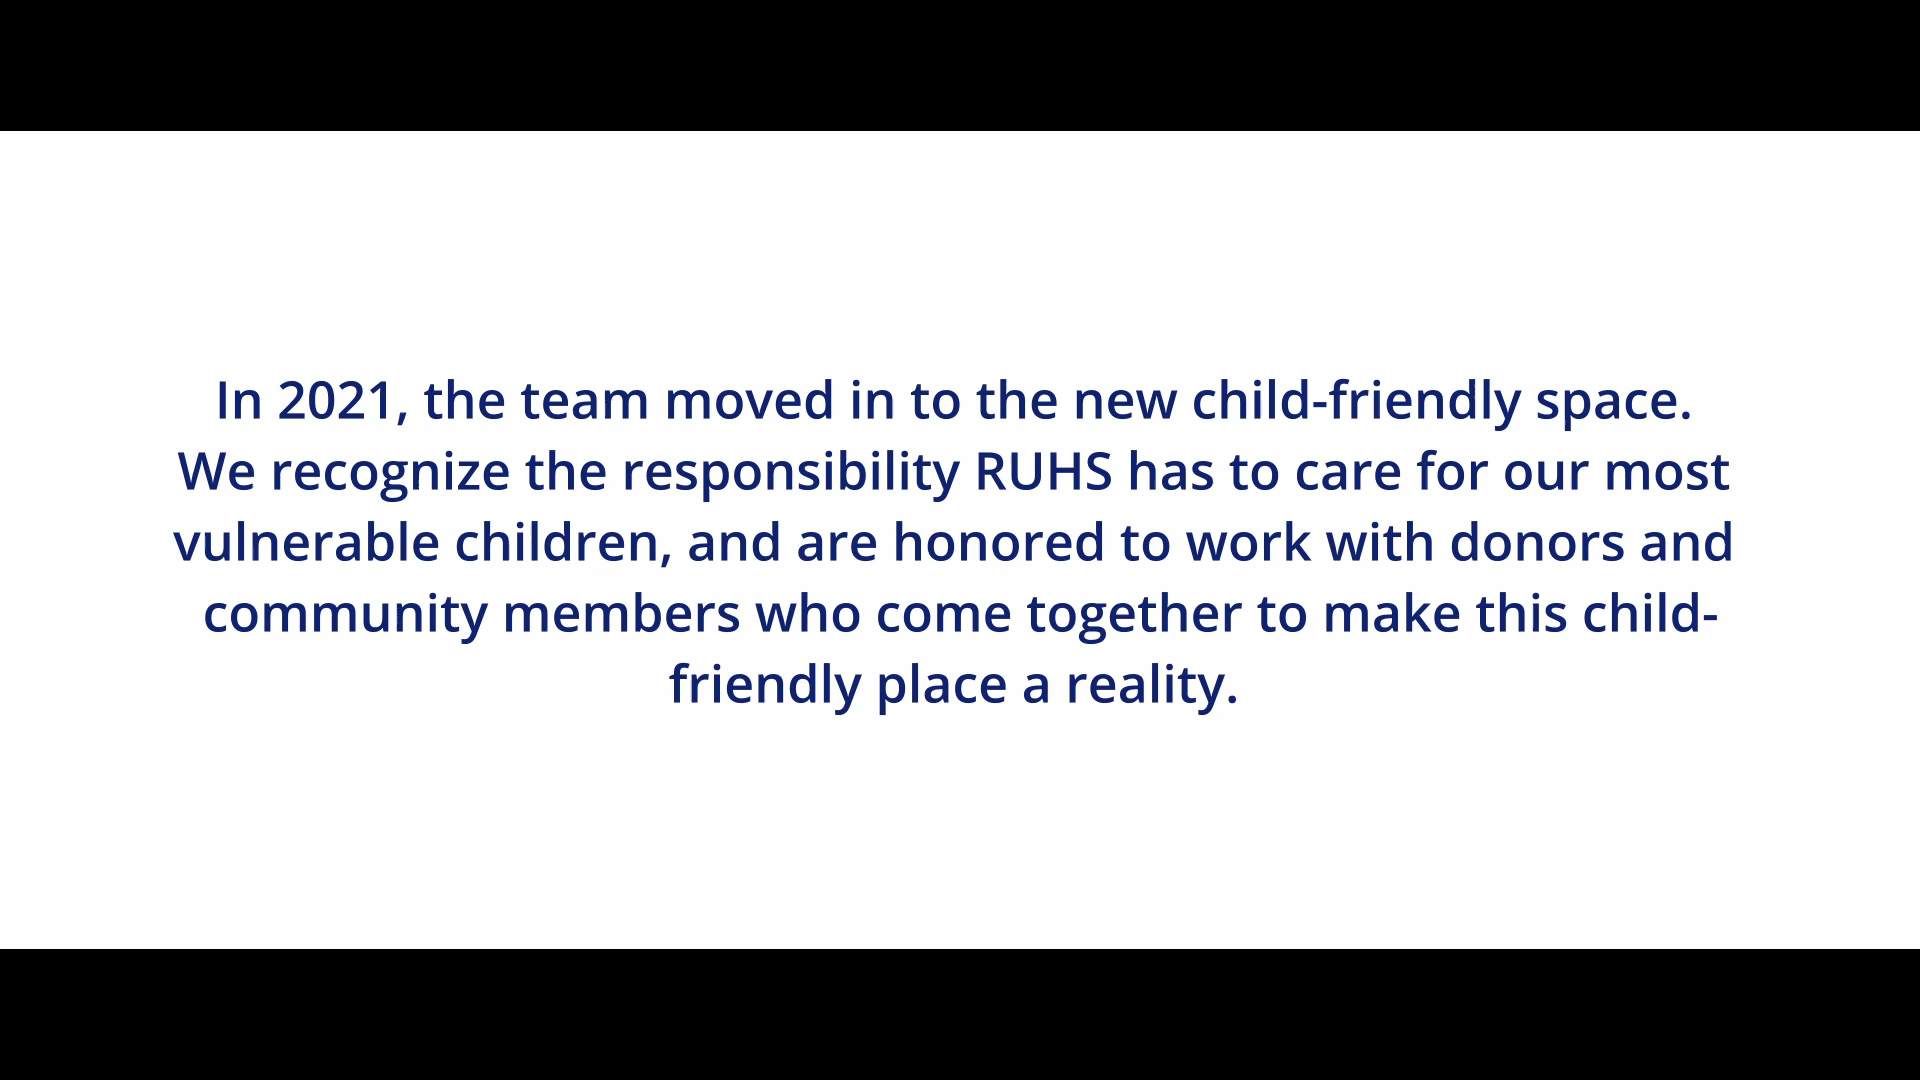 In 2021, the team moved in to the new child-friendly space.
We recognize the responsibility RUHS has to care for our most
vulnerable children, and are honored to work with donors and
community members who come together to make this child-
friendly place a reality.